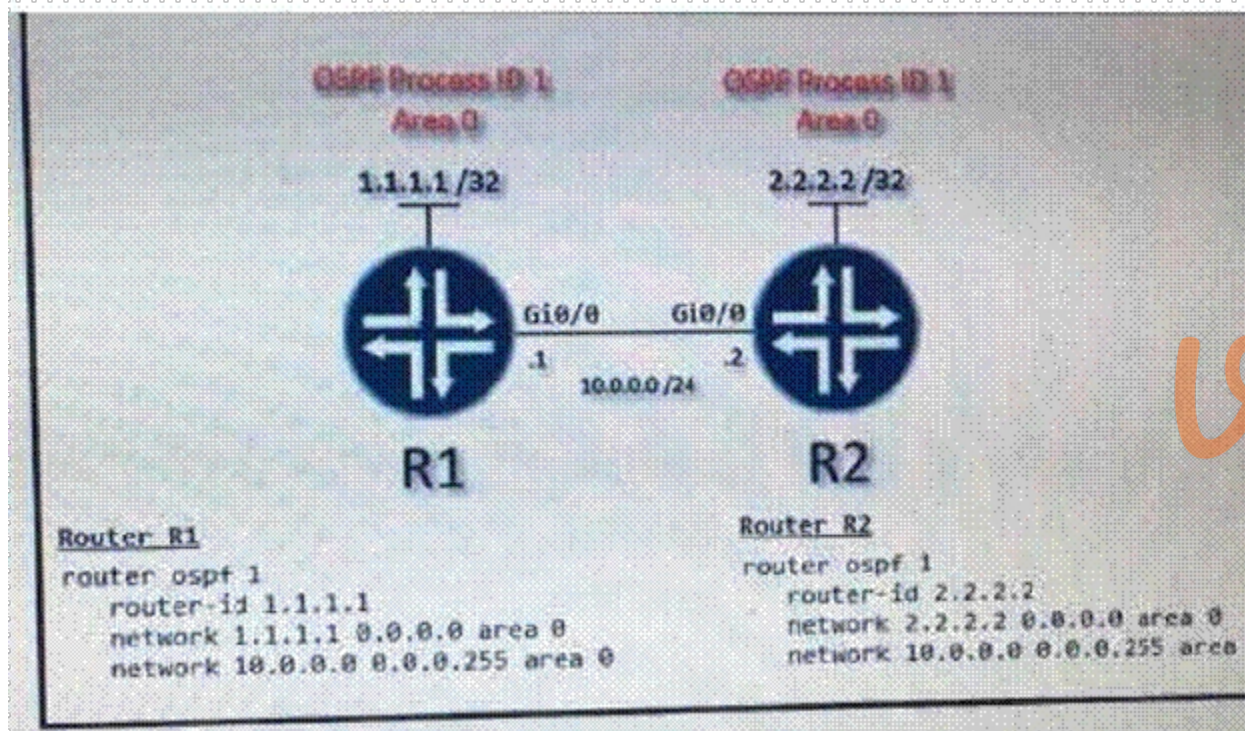 OSPF Process ID 1
Area 0
OSPF Process ID 1
Area 0
1.1.1.1 /32
2.2.2.2 /32
Gi0/0
Gi0/0
.1
.2
10.0.0.0 /24
R1
R2
Router R1
router ospf 1
router-id 1.1.1.1
network 1.1.1.1 0.0.0.0 area 0
network 10.0.0.0 0.0.0.255 area 0
Router R2
router ospf 1
router-id 2.2.2.2
network 2.2.2.2 0.0.0.0 area 0
network 10.0.0.0 0.0.0.255 area